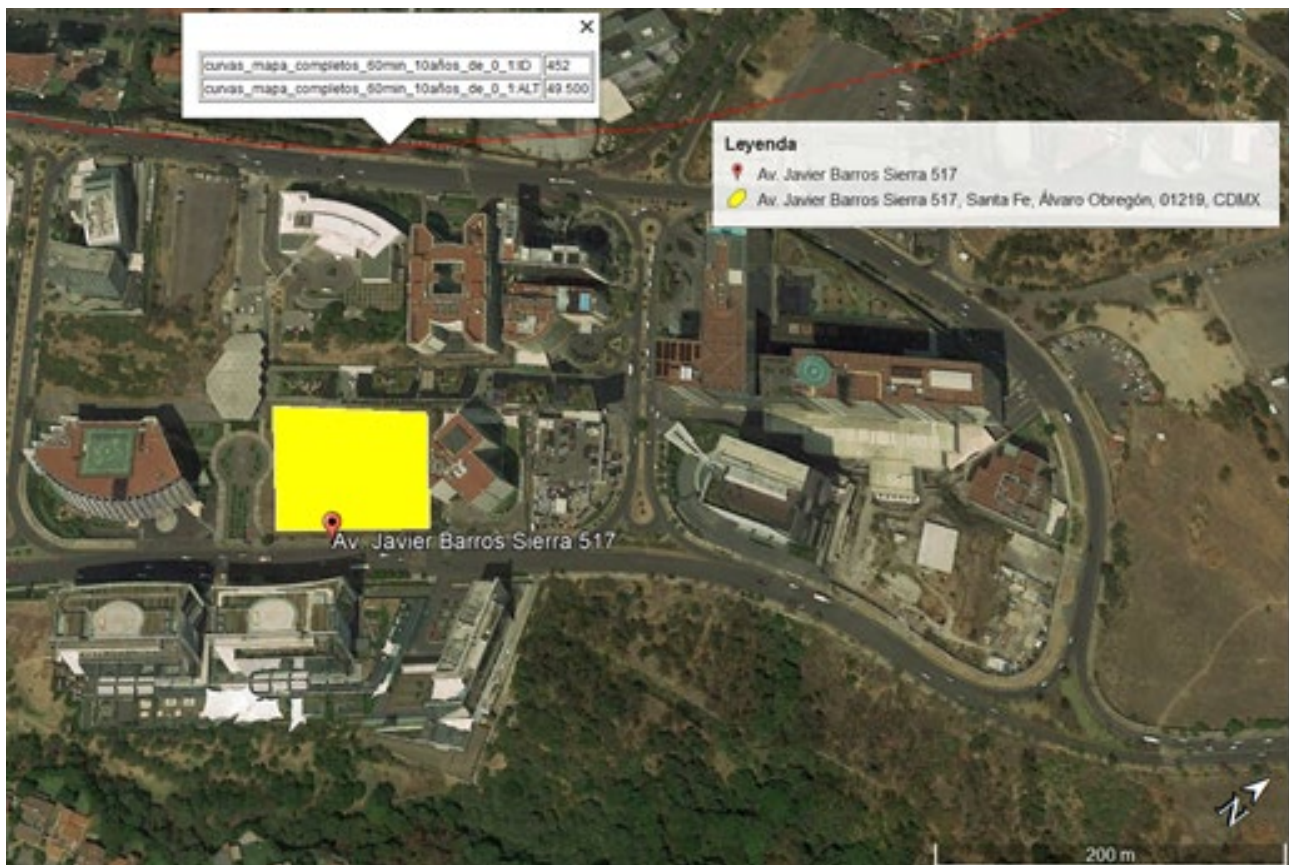 ×
curvas_mapa_completos_60min_10años_de_0_1:ID 452
curvas_mapa_completos_60min_10años_de_0_1:ALT 49.500
Leyenda
Av. Javier Barros Sierra 517
Av. Javier Barros Sierra 517, Santa Fe, Álvaro Obregón, 01219, CDMX
Av. Javier Barros Sierra 517
N
200 m